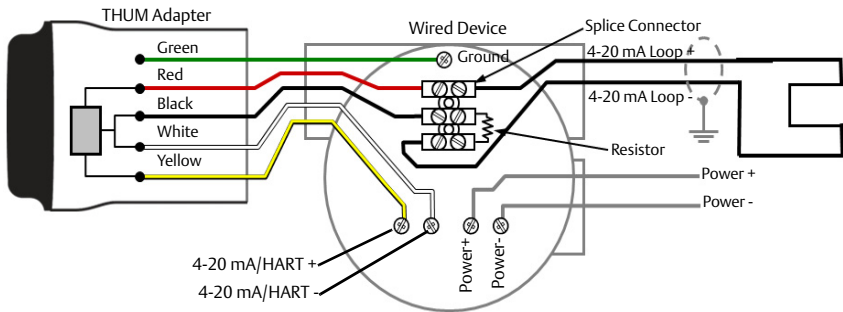 THUM Adapter
Wired Device
Splice Connector
Green
Ground
4-20 mA Loop +
Red
Black
4-20 mA Loop -
White
Resistor
Yellow
Power +
Power -
4-20 mA/HART +
4-20 mA/HART -
Power+
Power-